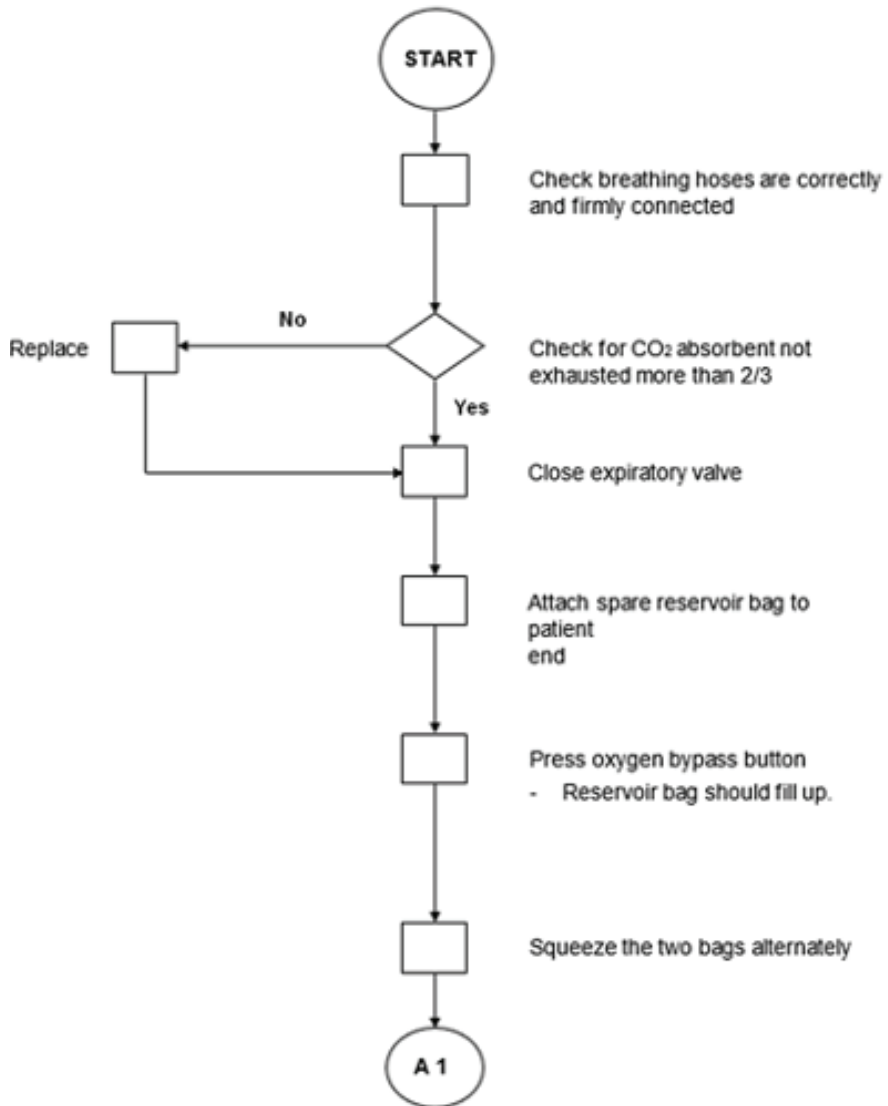 START
Check breathing hoses are correctly
and firmly connected
No
Replace
Check for CO₂ absorbent not
exhausted more than 2/3
Yes
Close expiratory valve
Attach spare reservoir bag to
patient
end
Press oxygen bypass button
- Reservoir bag should fill up.
Squeeze the two bags alternately
A 1